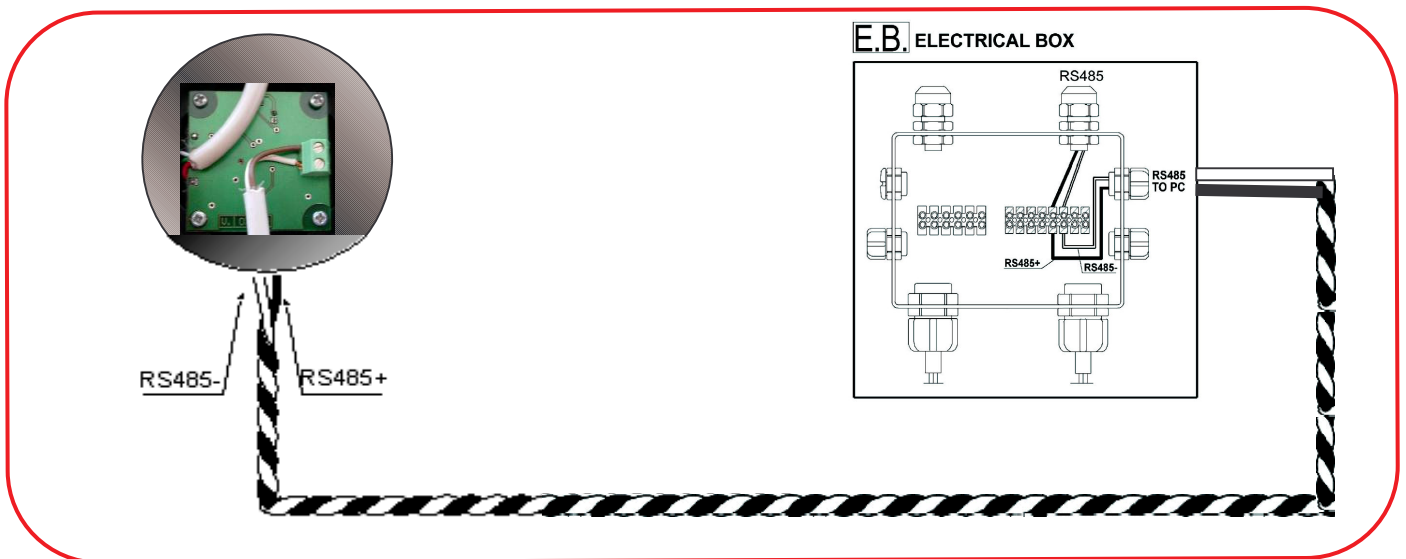 E.B. ELECTRICAL BOX
RS485
RS485
TO PC
RS485+
RS485-
RS485-
RS485+